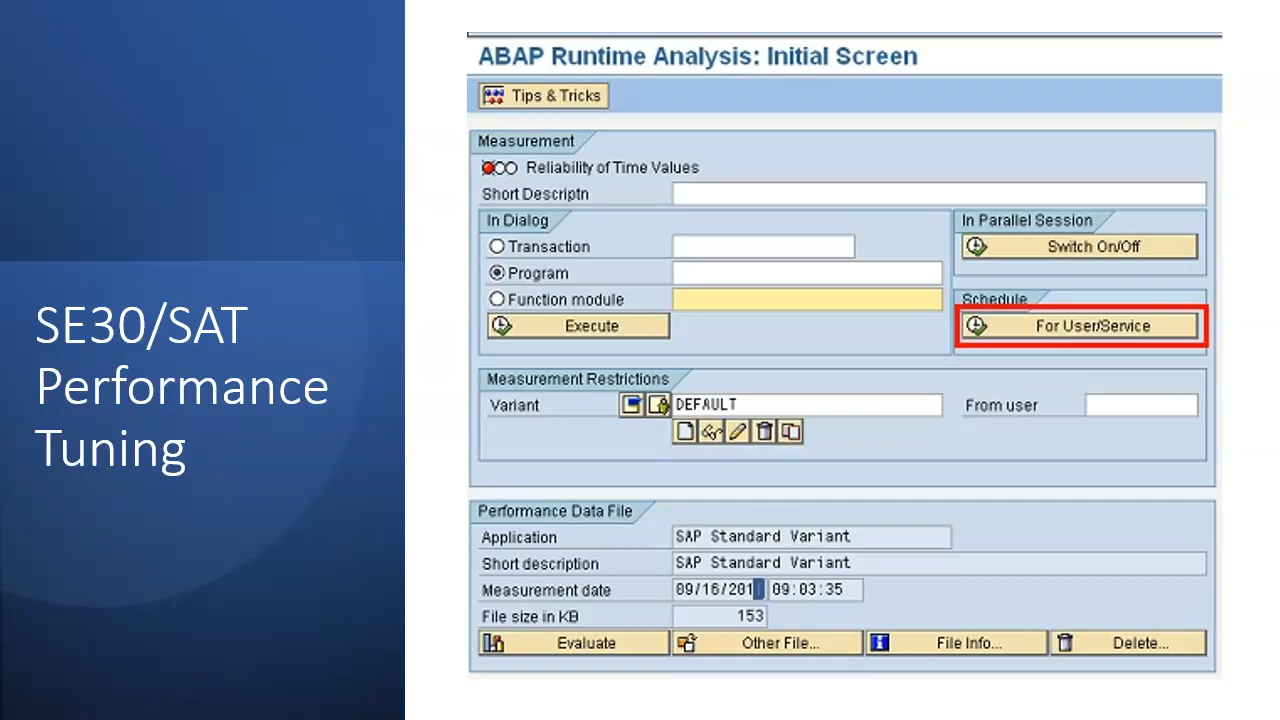 SE30/SAT
Performance
Tuning
ABAP Runtime Analysis: Initial Screen
Tips & Tricks
Measurement
Reliability of Time Values
Short Descriptn
In Dialog
Transaction
Program
Function module
Execute
In Parallel Session
Switch On/Off
Schedule
For User/Service
Measurement Restrictions
Variant DEFAULT From user
Performance Data File
Application SAP Standard Variant
Short description SAP Standard Variant
Measurement date 09:03:35
File size in KB 153
Evaluate Other File... File Info... Delete...